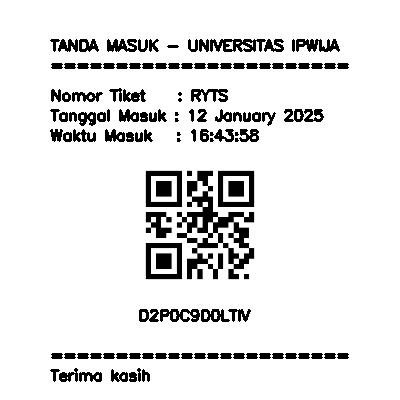 TANDA MASUK - UNIVERSITAS IPWIJA
=======================
Nomor Tiket : RYTS
Tanggal Masuk : 12 January 2025
Waktu Masuk : 16:43:58
D2P0C9D0LTIV
=======================
Terima kasih